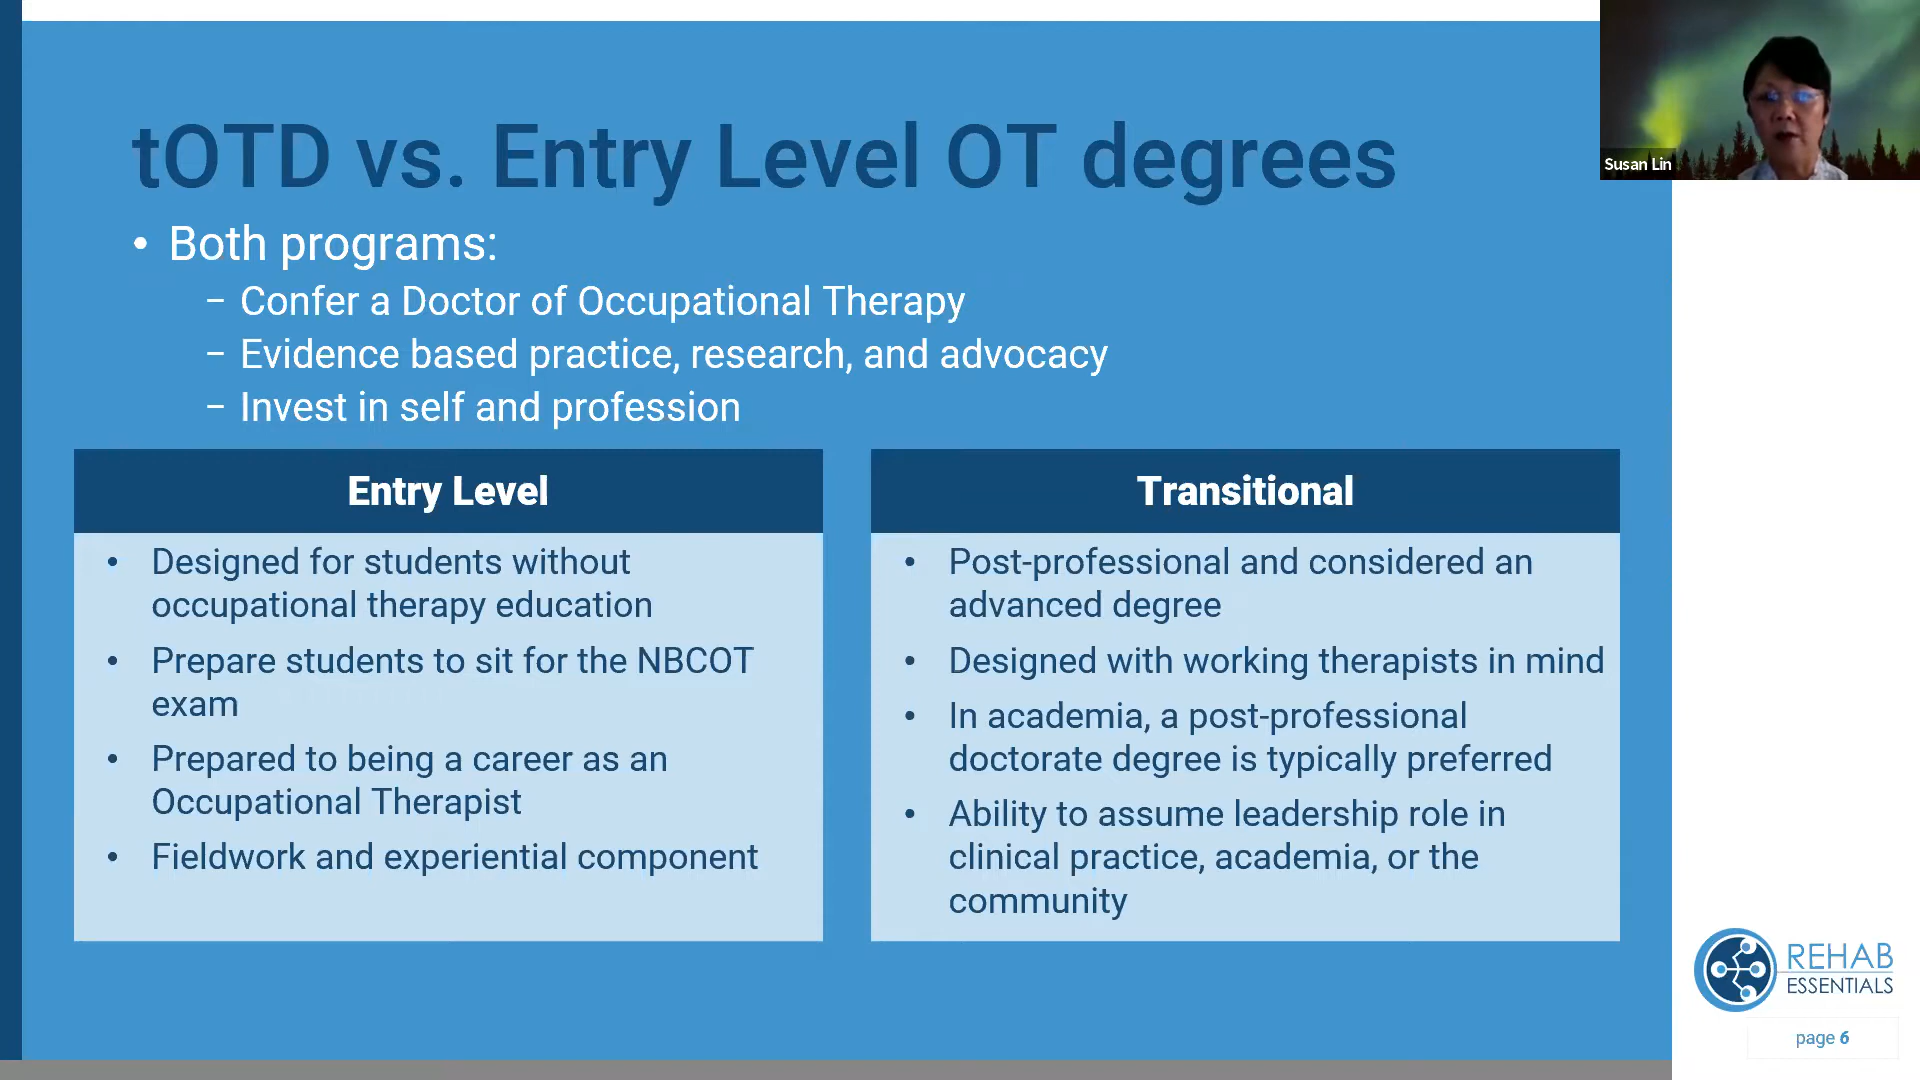 tOTD vs. Entry Level OT degrees
• Both programs:
– Confer a Doctor of Occupational Therapy
– Evidence based practice, research, and advocacy
– Invest in self and profession
Entry Level
• Designed for students without
occupational therapy education
• Prepare students to sit for the NBCOT
exam
• Prepared to being a career as an
Occupational Therapist
• Fieldwork and experiential component
Transitional
• Post-professional and considered an
advanced degree
• Designed with working therapists in mind
• In academia, a post-professional
doctorate degree is typically preferred
• Ability to assume leadership role in
clinical practice, academia, or the
community
Susan Lin
REHAB
ESSENTIALS
page 6